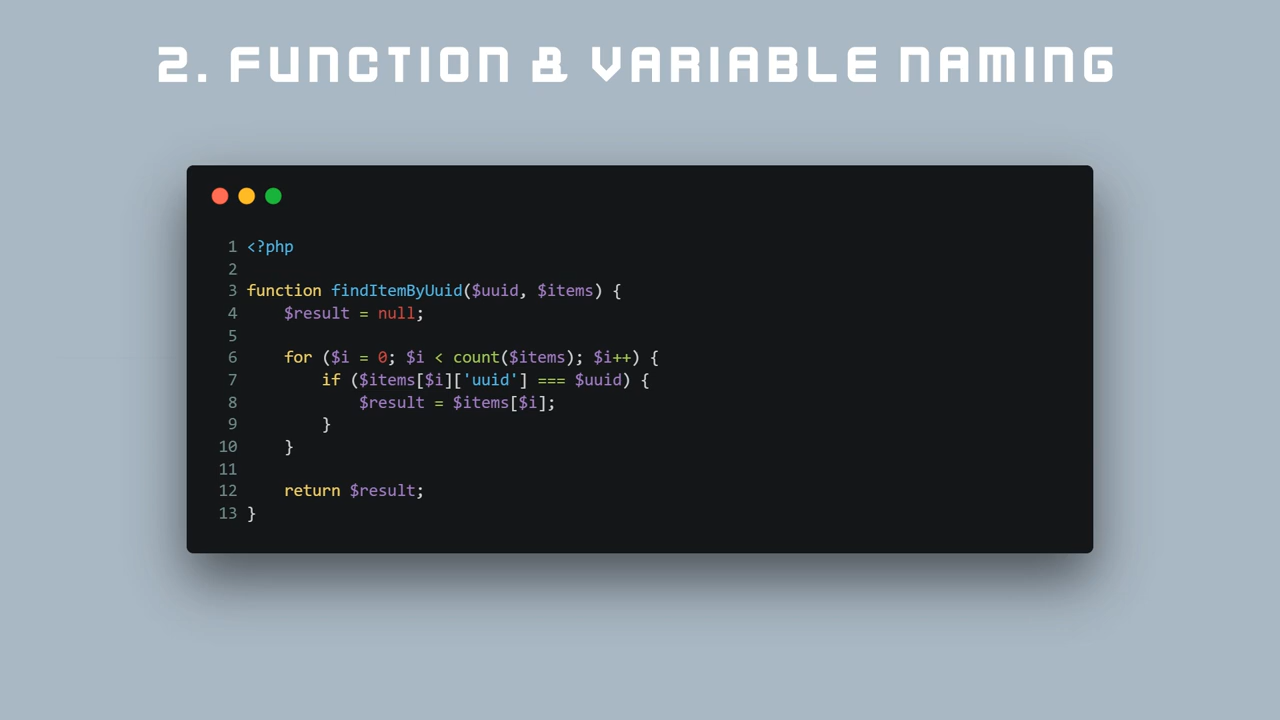 2. FUNCTION & VARIABLE NAMING
1 <?php
2
3 function findItemByUuid($uuid, $items) {
4     $result = null;
5
6     for ($i = 0; $i < count($items); $i++) {
7         if ($items[$i]['uuid'] === $uuid) {
8             $result = $items[$i];
9         }
10     }
11
12     return $result;
13 }